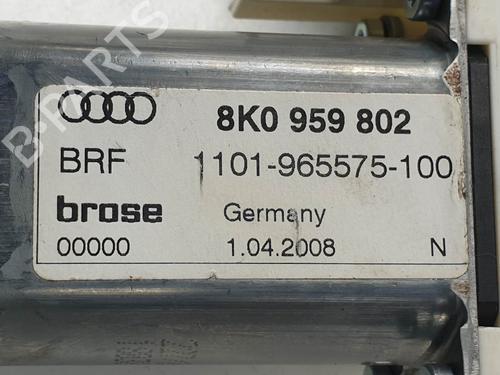 8K0 959 802
BRF 1101-965575-100
brose Germany
00000 1.04.2008 N
B-PARTS